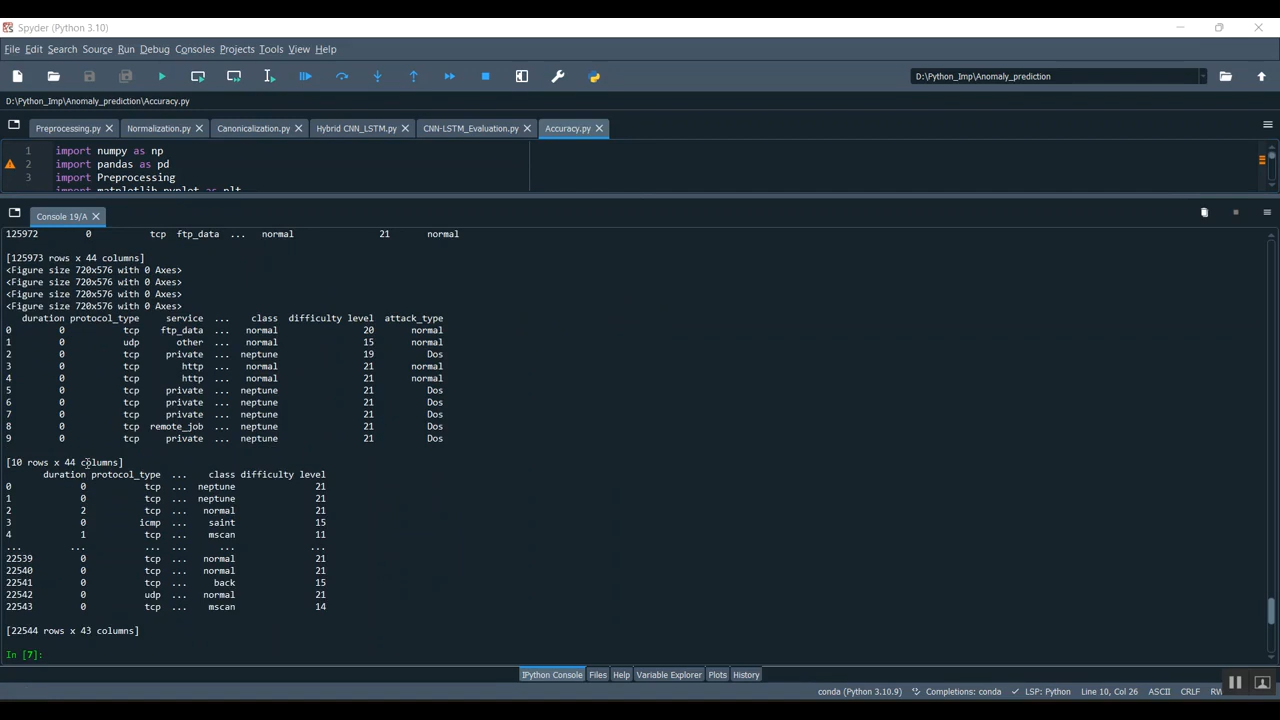 Spyder (Python 3.10)
File Edit Search Source Run Debug Consoles Projects Tools View Help
D:\Python_Imp\Anomaly_prediction
D:\Python_Imp\Anomaly_prediction\Accuracy.py
Preprocessing.py Normalization.py Canonicalization.py Hybrid CNN_LSTM.py CNN-LSTM_Evaluation.py Accuracy.py
1 import numpy as np
2 import pandas as pd
3 import Preprocessing
import matplotlib.pyplot as plt
Console 19/A
125972 0 tcp ftp_data ... normal 21 normal
[125973 rows x 44 columns]
<Figure size 720x576 with 0 Axes>
<Figure size 720x576 with 0 Axes>
<Figure size 720x576 with 0 Axes>
<Figure size 720x576 with 0 Axes>
duration protocol_type service ... class difficulty level attack_type
0 0 tcp ftp_data ... normal 20 normal
1 0 udp other ... normal 15 normal
2 0 tcp private ... neptune 19 Dos
3 0 tcp http ... normal 21 normal
4 0 tcp http ... normal 21 normal
5 0 tcp private ... neptune 21 Dos
6 0 tcp private ... neptune 21 Dos
7 0 tcp private ... neptune 21 Dos
8 0 tcp remote_job ... neptune 21 Dos
9 0 tcp private ... neptune 21 Dos
[10 rows x 44 columns]
duration protocol_type ... class difficulty level
0 0 tcp ... neptune 21
1 0 tcp ... neptune 21
2 2 tcp ... normal 21
3 0 icmp ... saint 15
4 1 tcp ... mscan 11
... ... ... ... ... ...
22539 0 tcp ... normal 21
22540 0 tcp ... normal 21
22541 0 tcp ... back 15
22542 0 udp ... normal 21
22543 0 tcp ... mscan 14
[22544 rows x 43 columns]
In [7]:
IPython Console Files Help Variable Explorer Plots History
conda (Python 3.10.9) Completions: conda LSP: Python Line 10, Col 26 ASCII CRLF RW